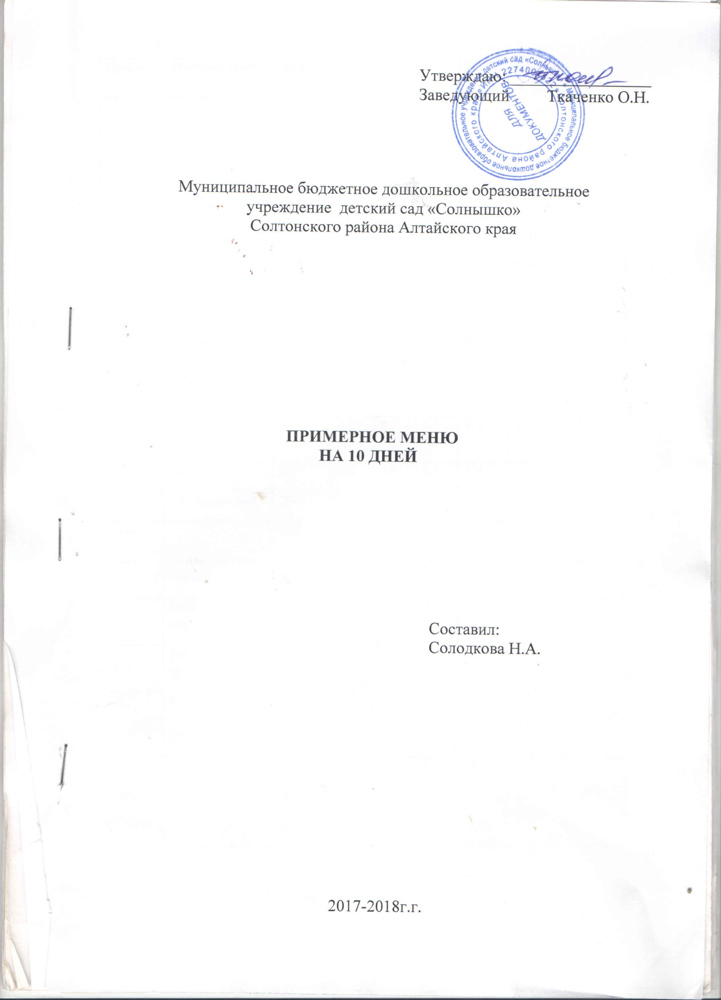 Утверждаю:
Заведующий Ткаченко О.Н.
Муниципальное бюджетное дошкольное образовательное учреждение детский сад «Солнышко»
Солтонского района Алтайского края * ИНН
ДЛЯ
ДОКУМЕНТОВ
Муниципальное бюджетное дошкольное образовательное
учреждение детский сад «Солнышко»
Солтонского района Алтайского края
ПРИМЕРНОЕ МЕНЮ
НА 10 ДНЕЙ
Составил:
Солодкова Н.А.
2017-2018г.г.